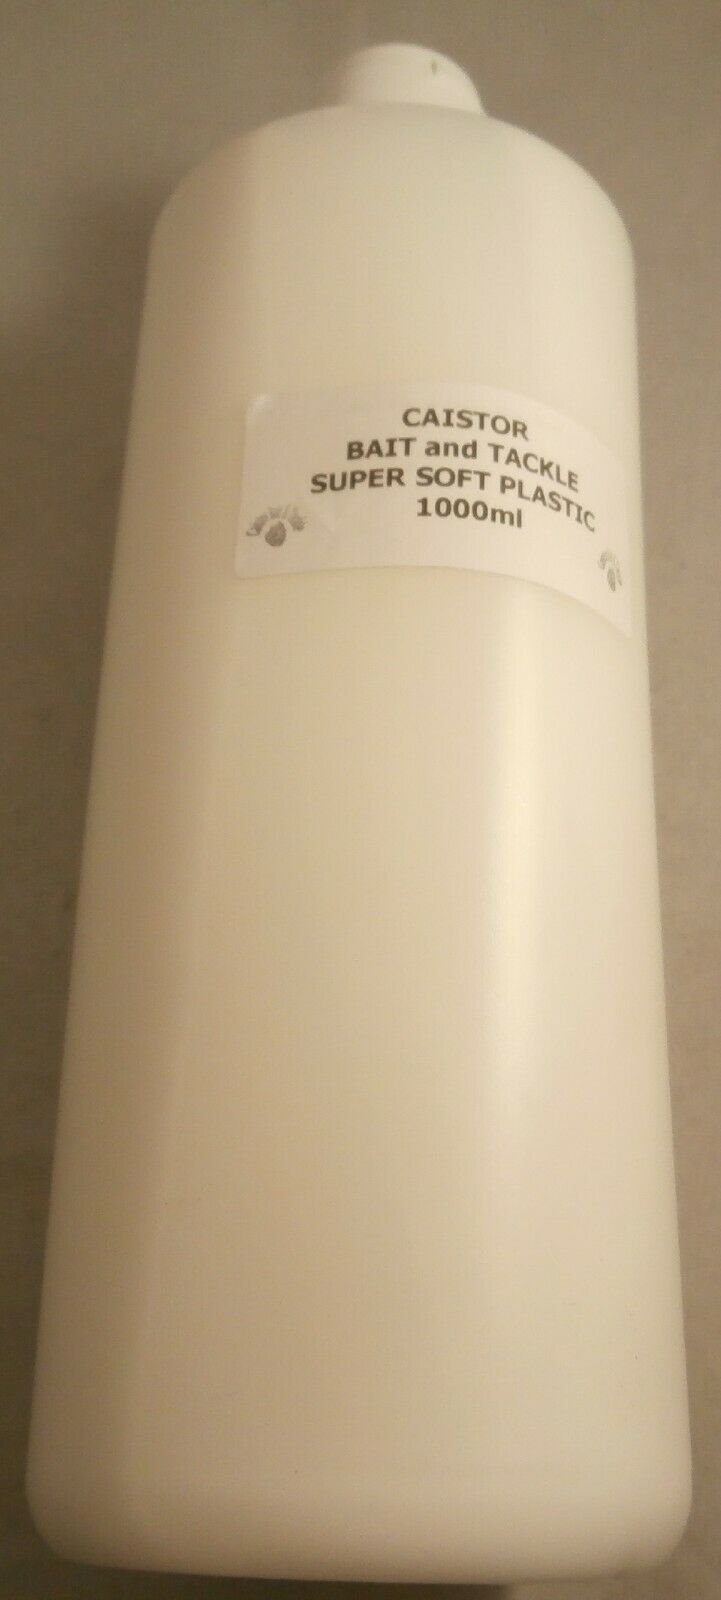 CAISTOR
BAIT and TACKLE
SUPER SOFT PLASTIC
1000ml